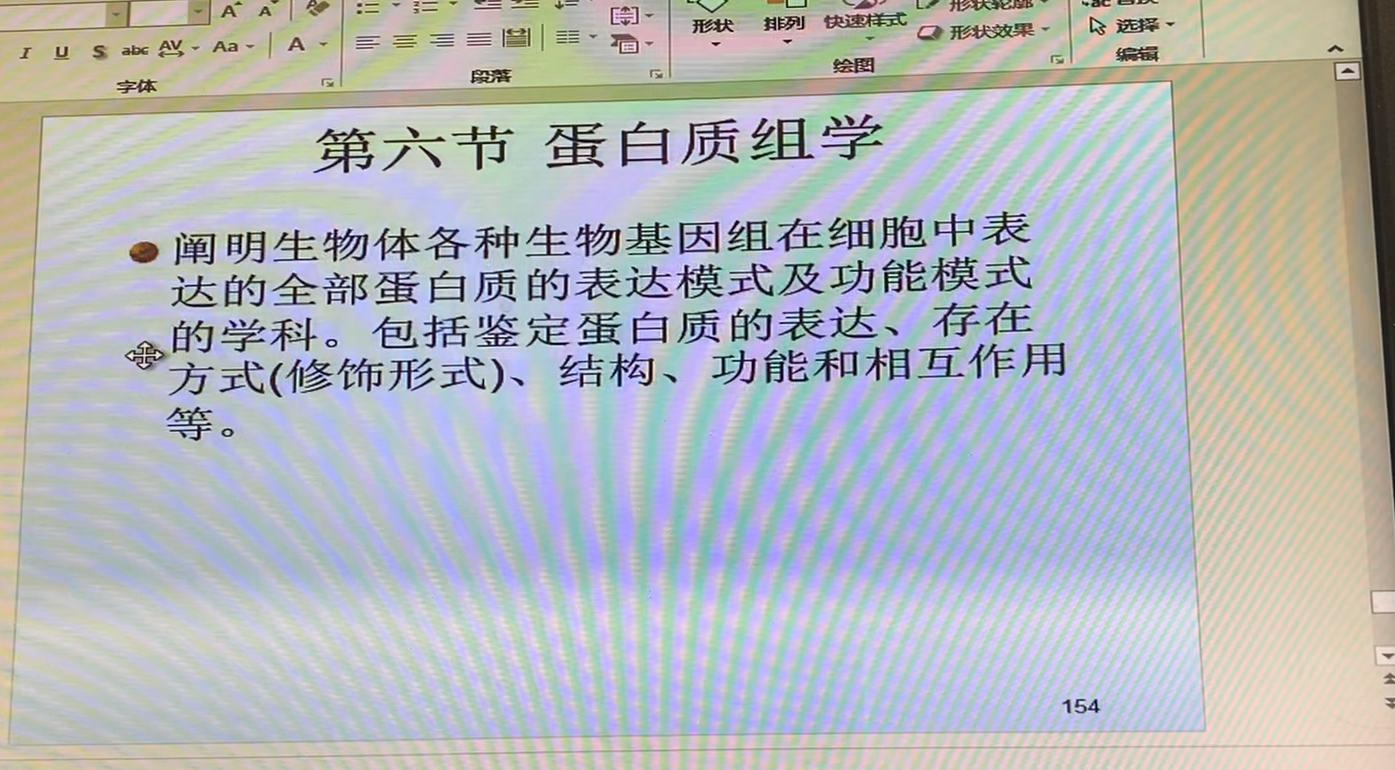 I U S abc AV Aa A
形状 排列 快速样式
形状效果
选择
字体 段落 绘图 编辑
第六节 蛋白质组学
阐明生物体各种生物基因组在细胞中表
达的全部蛋白质的表达模式及功能模式
的学科。包括鉴定蛋白质的表达、存在
方式(修饰形式)、结构、功能和相互作用
等。
154